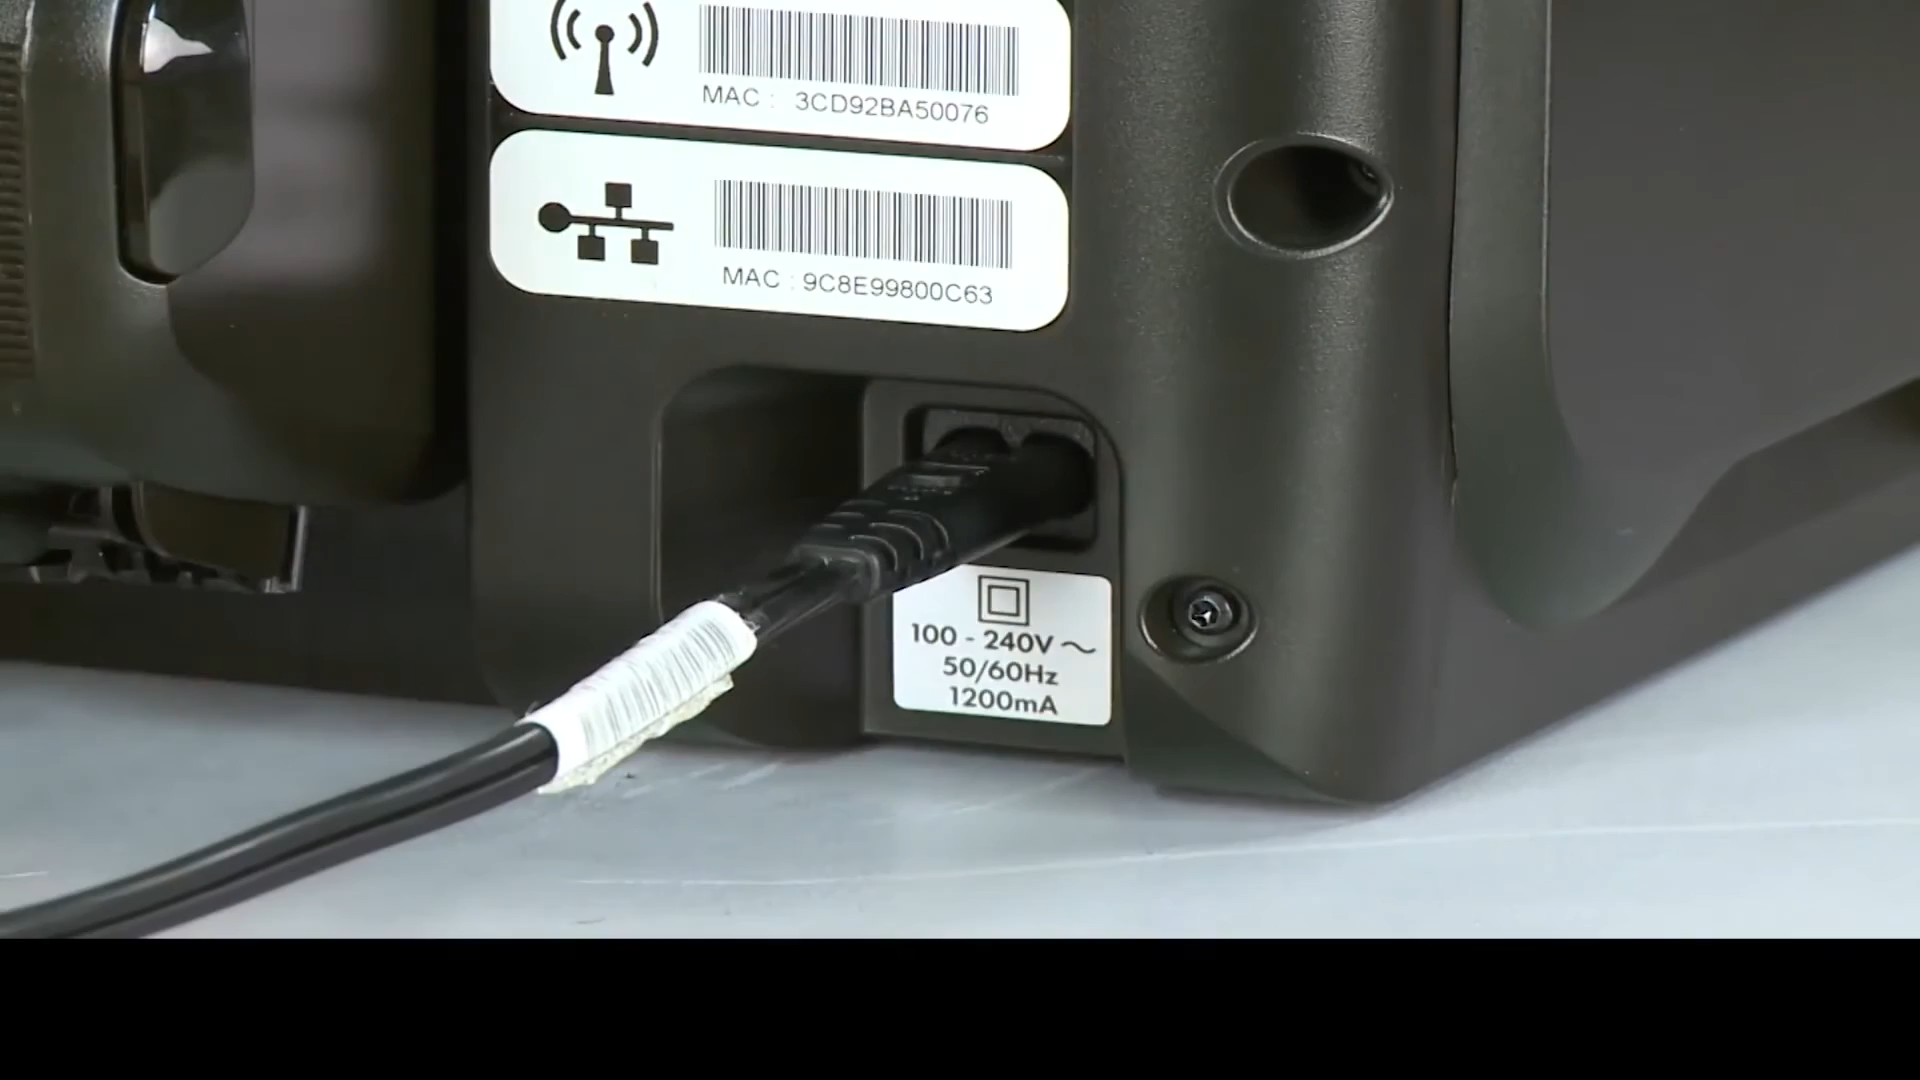 MAC : 3CD92BA50076
MAC : 9C8E99800C63
100 - 240V ~
50/60Hz
1200mA